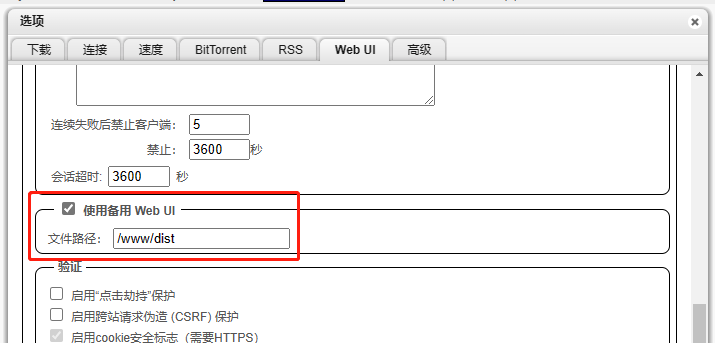 选项
下载 连接 速度 BitTorrent RSS Web UI 高级
连续失败后禁止客户端： 5
禁止： 3600 秒
会话超时: 3600 秒
使用备用 Web UI
文件路径： /www/dist
验证
启用“点击劫持”保护
启用跨站请求伪造 (CSRF) 保护
启用cookie安全标志（需要HTTPS）